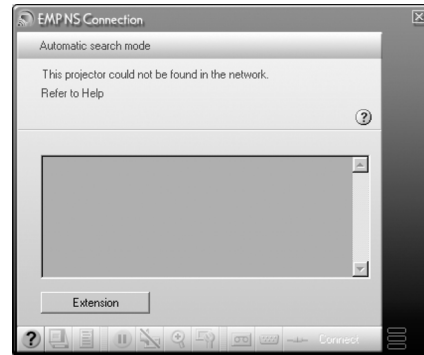 EMP NS Connection
Automatic search mode
This projector could not be found in the network.
Refer to Help
Extension
Connect